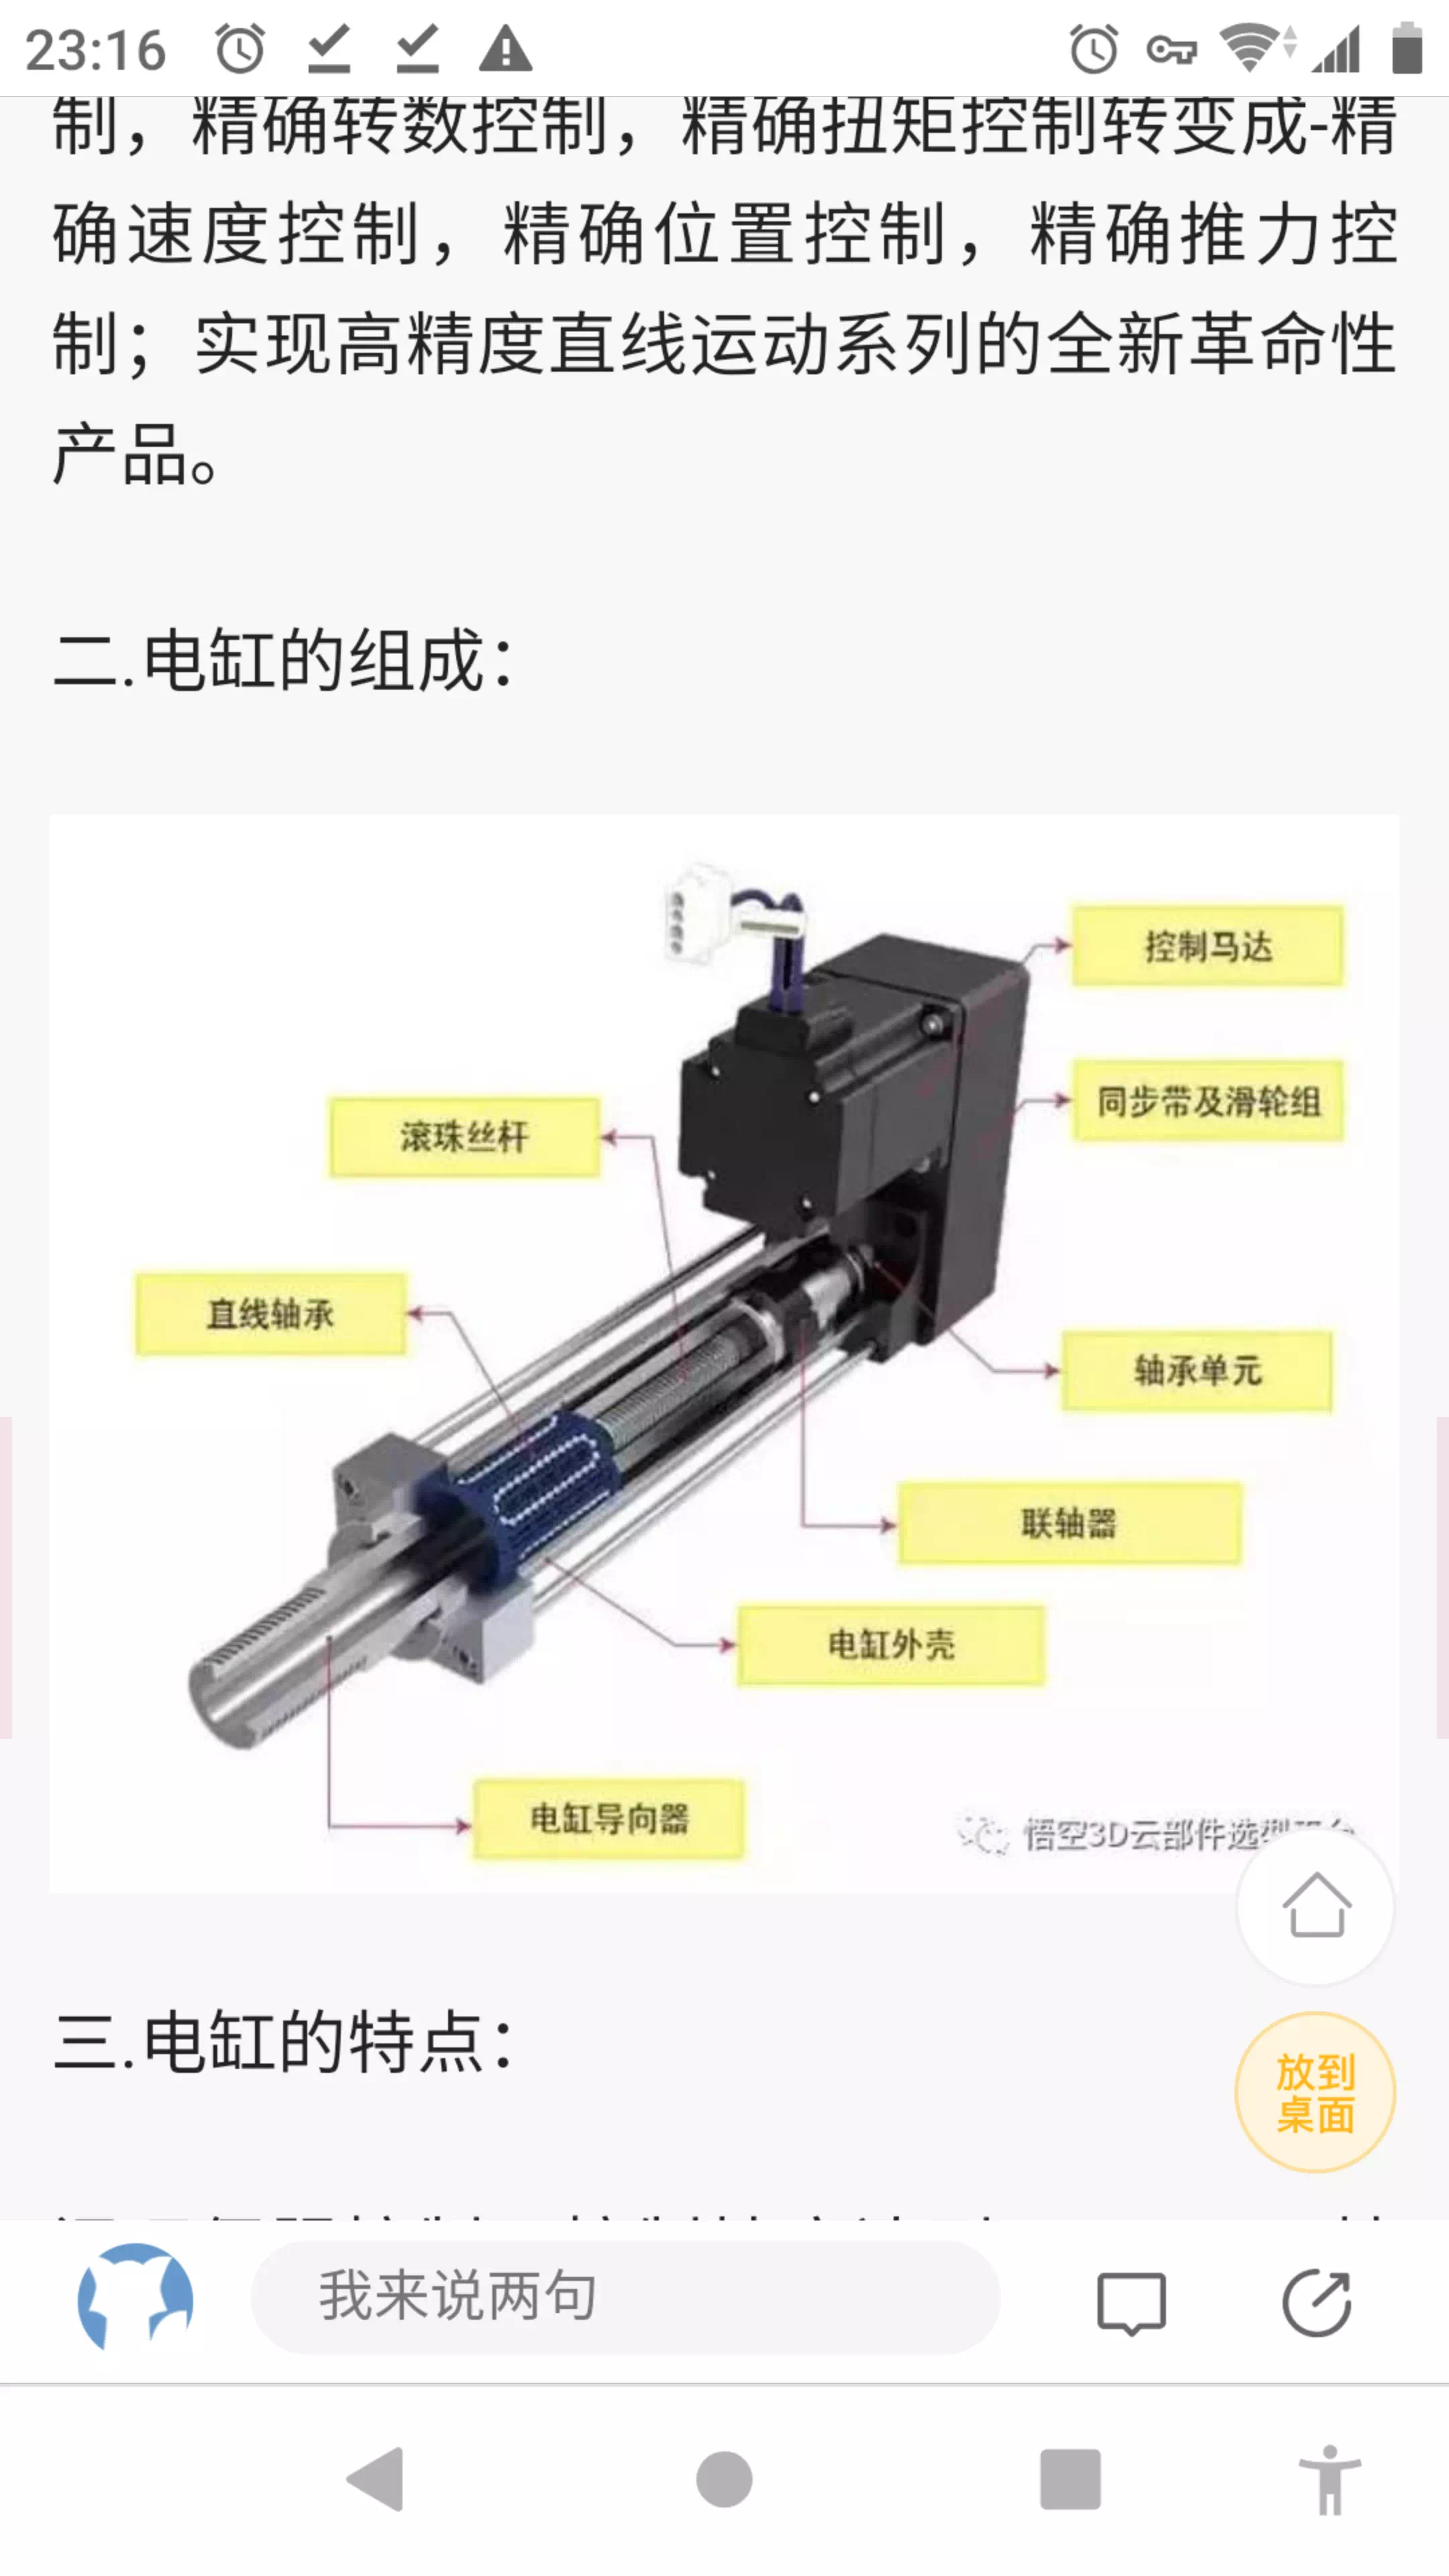 23:16
制，精确转数控制，精确扭矩控制转变成-精
确速度控制，精确位置控制，精确推力控
制；实现高精度直线运动系列的全新革命性
产品。
二.电缸的组成：
控制马达
同步带及滑轮组
滚珠丝杆
直线轴承
轴承单元
联轴器
电缸外壳
电缸导向器
悟空3D云部件选型
三.电缸的特点：
放到
桌面
我来说两句